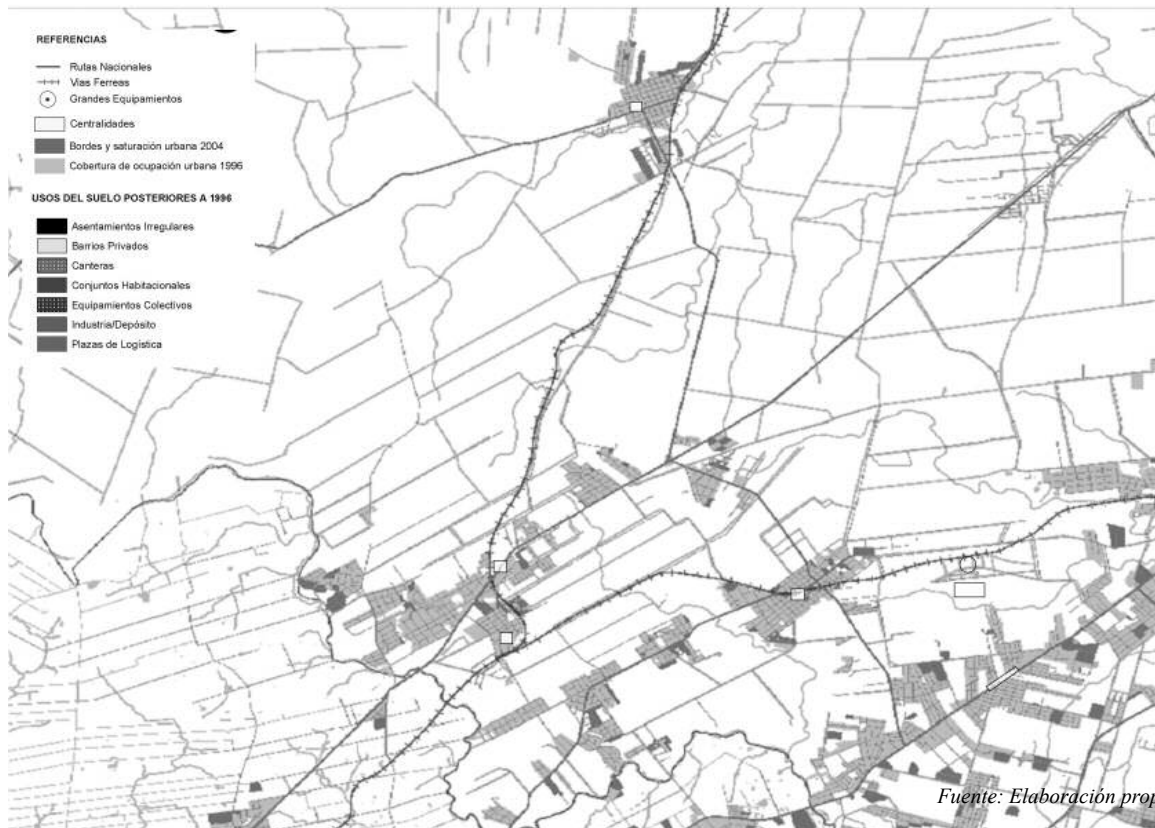 REFERENCIAS
Rutas Nacionales
Vias Ferreas
Grandes Equipamientos
Centralidades
Bordes y saturación urbana 2004
Cobertura de ocupación urbana 1996
USOS DEL SUELO POSTERIORES A 1996
Asentamientos Irregulares
Barrios Privados
Canteras
Conjuntos Habitacionales
Equipamientos Colectivos
Industria/Depósito
Plazas de Logística
Fuente: Elaboración prop